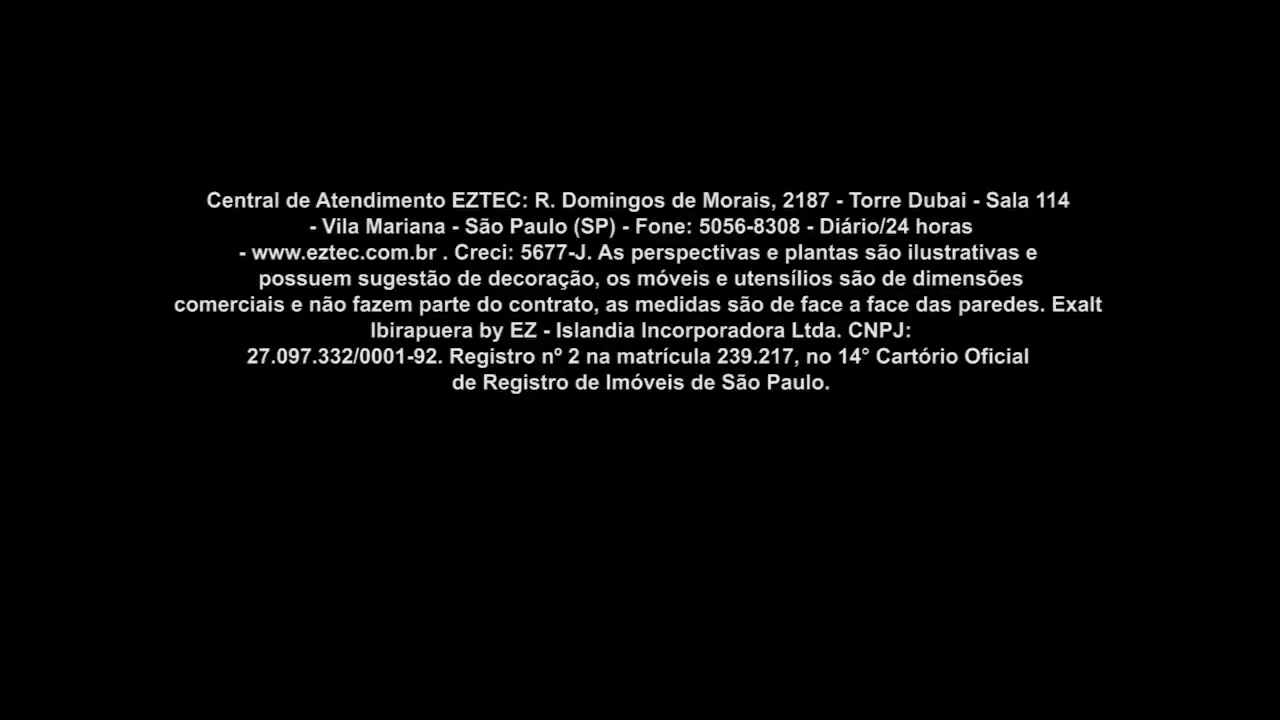 Central de Atendimento EZTEC: R. Domingos de Morais, 2187 - Torre Dubai - Sala 114
- Vila Mariana - São Paulo (SP) - Fone: 5056-8308 - Diário/24 horas
- www.eztec.com.br . Creci: 5677-J. As perspectivas e plantas são ilustrativas e
possuem sugestão de decoração, os móveis e utensílios são de dimensões
comerciais e não fazem parte do contrato, as medidas são de face a face das paredes. Exalt
Ibirapuera by EZ - Islandia Incorporadora Ltda. CNPJ:
27.097.332/0001-92. Registro nº 2 na matrícula 239.217, no 14° Cartório Oficial
de Registro de Imóveis de São Paulo.